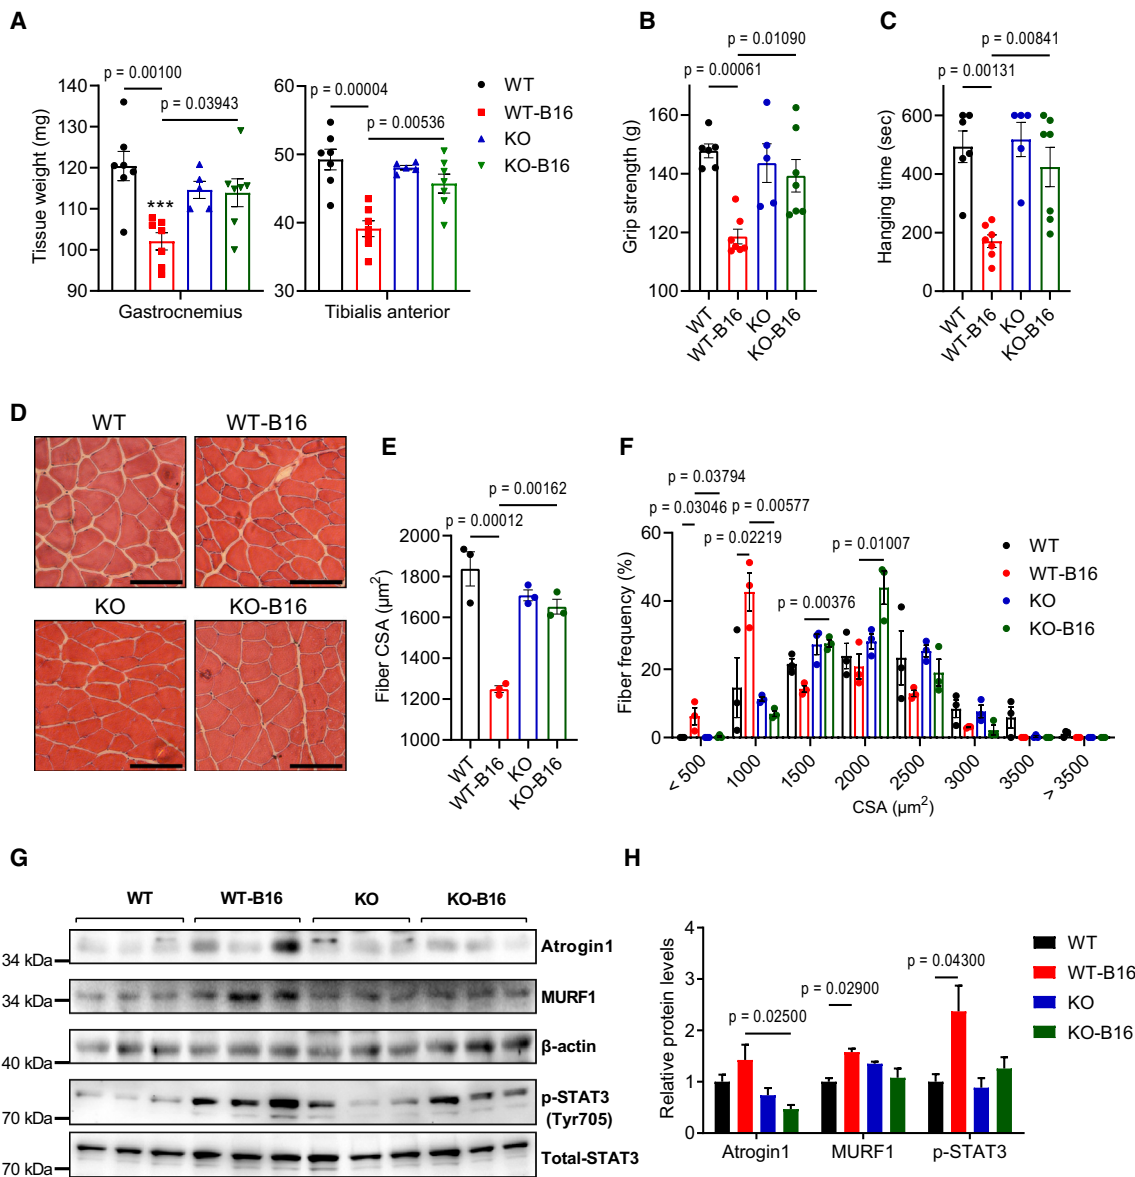 A
p = 0.00100
p = 0.03943
Tissue weight (mg)
140
130
120
110
100
90
***
Gastrocnemius
p = 0.00004
p = 0.00536
60
50
40
30
Tibialis anterior
WT
WT-B16
KO
KO-B16
B
p = 0.01090
p = 0.00061
Grip strength (g)
160
140
120
100
WT
WT-B16
KO
KO-B16
C
p = 0.00841
p = 0.00131
Hanging time (sec)
600
400
200
0
WT
WT-B16
KO
KO-B16
D
WT
WT-B16
KO
KO-B16
E
p = 0.00162
p = 0.00012
Fiber CSA (µm²)
2000
1800
1600
1400
1200
1000
WT
WT-B16
KO
KO-B16
F
p = 0.03794
p = 0.03046
p = 0.00577
p = 0.02219
p = 0.01007
p = 0.00376
Fiber frequency (%)
60
40
20
0
< 500
1000
1500
2000
2500
3000
3500
> 3500
CSA (µm²)
WT
WT-B16
KO
KO-B16
G
WT
WT-B16
KO
KO-B16
Atrogin1
34 kDa
MURF1
34 kDa
β-actin
40 kDa
p-STAT3
(Tyr705)
70 kDa
Total-STAT3
70 kDa
H
Relative protein levels
4
3
2
1
0
p = 0.02500
p = 0.02900
p = 0.04300
Atrogin1
MURF1
p-STAT3
WT
WT-B16
KO
KO-B16